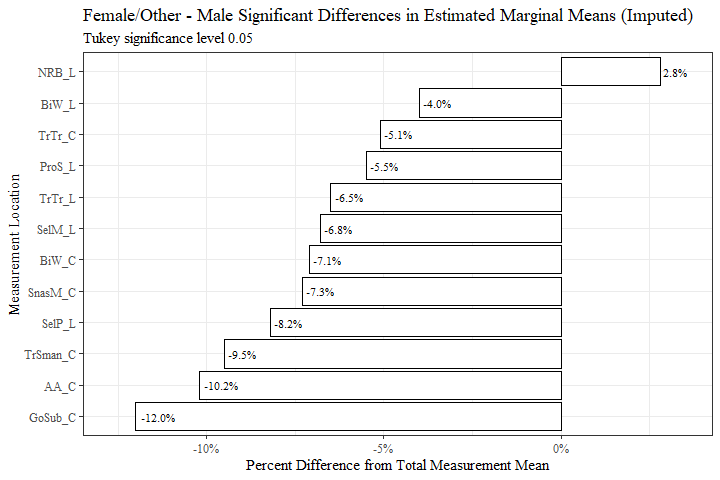 Female/Other - Male Significant Differences in Estimated Marginal Means (Imputed)
Tukey significance level 0.05
Measurement Location
NRB_L 2.8%
BiW_L -4.0%
TrTr_C -5.1%
ProS_L -5.5%
TrTr_L -6.5%
SelM_L -6.8%
BiW_C -7.1%
SnasM_C -7.3%
SelP_L -8.2%
TrSman_C -9.5%
AA_C -10.2%
GoSub_C -12.0%
-10% -5% 0%
Percent Difference from Total Measurement Mean